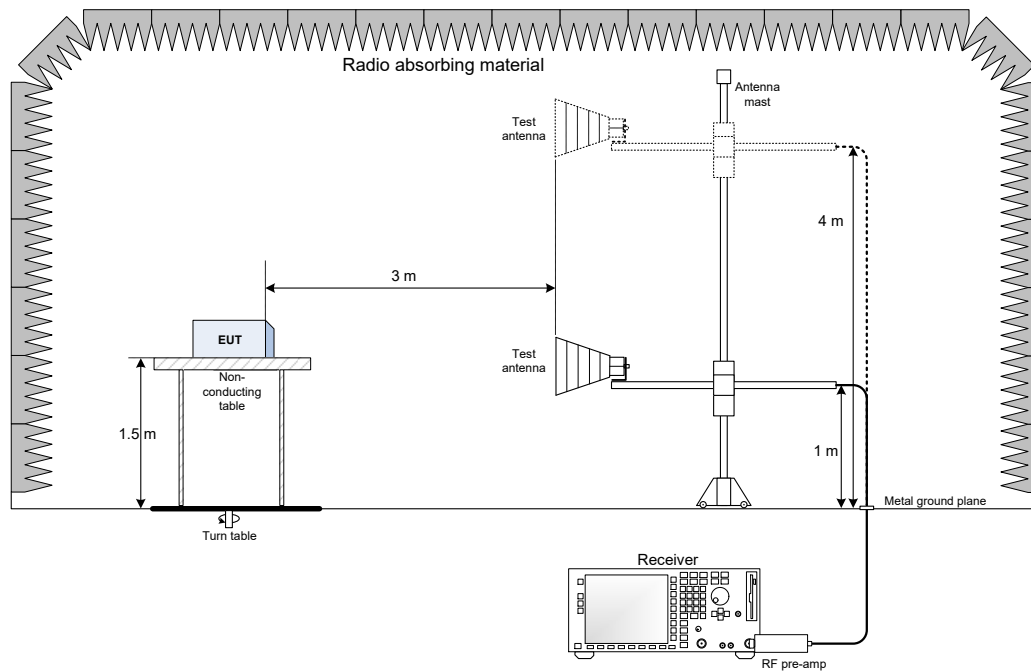 Radio absorbing material
Antenna
mast
Test
antenna
4 m
3 m
EUT
Test
antenna
Non-
conducting
table
1.5 m
1 m
Metal ground plane
Turn table
Receiver
RF pre-amp